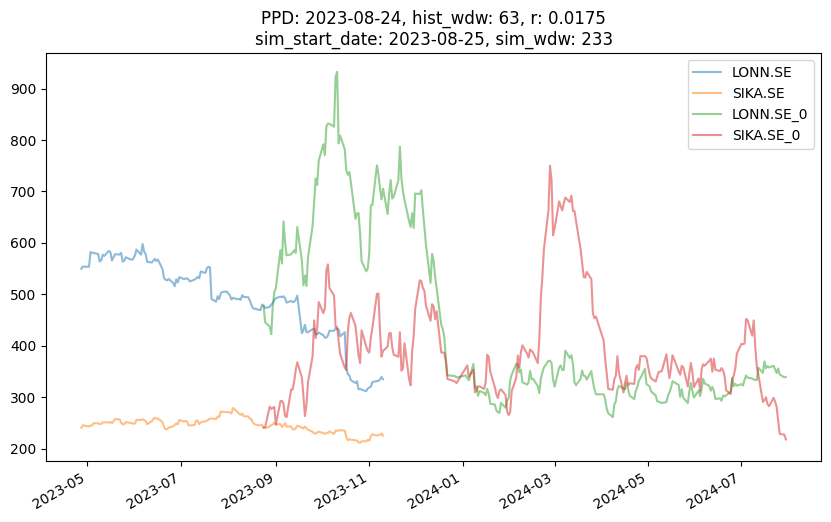 PPD: 2023-08-24, hist_wdw: 63, r: 0.0175
sim_start_date: 2023-08-25, sim_wdw: 233
LONN.SE
SIKA.SE
LONN.SE_0
SIKA.SE_0
900
800
700
600
500
400
300
200
2023-05
2023-07
2023-09
2023-11
2024-01
2024-03
2024-05
2024-07